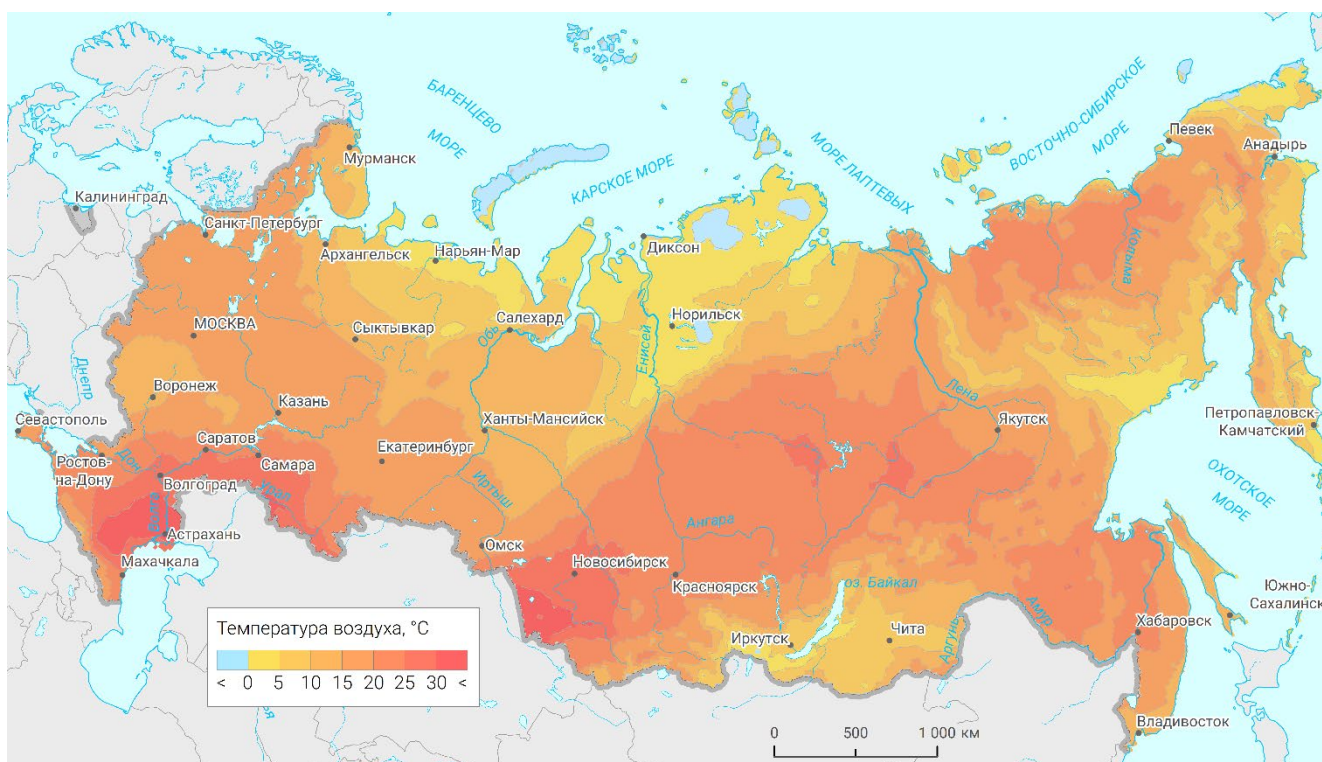 БАРЕНЦЕВО
МОРЕ
КАРСКОЕ МОРЕ
МОРЕ ЛАПТЕВЫХ
ВОСТОЧНО-СИБИРСКОЕ
МОРЕ
Певек
Анадырь
Мурманск
Калининград
Санкт-Петербург
Архангельск
Нарьян-Мар
Диксон
Колыма
МОСКВА
Сыктывкар
Салехард
Обь
Енисей
Норильск
Днепр
Воронеж
Казань
Ханты-Мансийск
Лена
Якутск
Петропавловск-
Камчатский
Севастополь
Саратов
Самара
Екатеринбург
Ростов-
на-Дону
Дон
Волгоград
Урал
Иртыш
ОХОТСКОЕ
МОРЕ
Волга
Астрахань
Ангара
Омск
Новосибирск
Красноярск
оз. Байкал
Махачкала
Иркутск
Чита
Аргунь
Амур
Хабаровск
Южно-
Сахалинск
Владивосток
Температура воздуха, °C
< 0 5 10 15 20 25 30 <
0 500 1 000 км